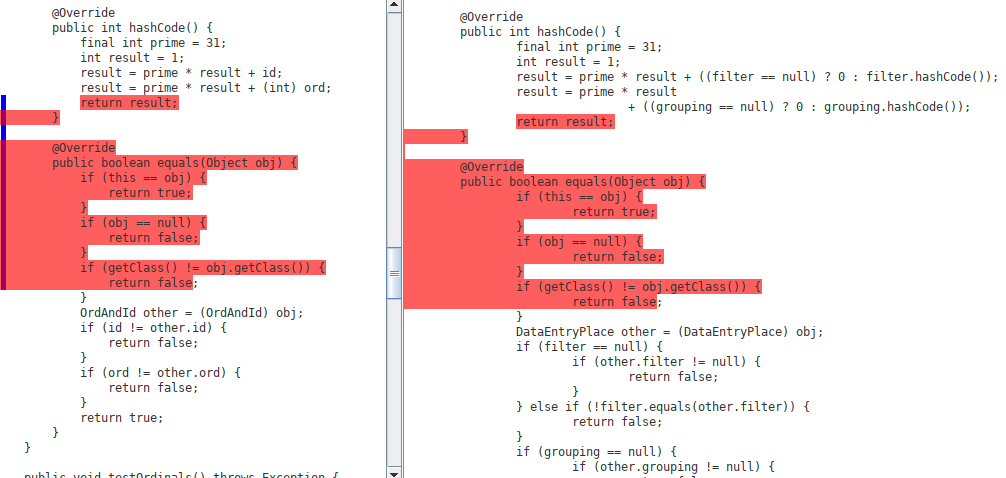 @Override
public int hashCode() {
final int prime = 31;
int result = 1;
result = prime * result + id;
result = prime * result + (int) ord;
return result;
}
@Override
public boolean equals(Object obj) {
if (this == obj) {
return true;
}
if (obj == null) {
return false;
}
if (getClass() != obj.getClass()) {
return false;
}
OrdAndId other = (OrdAndId) obj;
if (id != other.id) {
return false;
}
if (ord != other.ord) {
return false;
}
return true;
}
}
public void testOrdinals() throws Exception {
@Override
public int hashCode() {
final int prime = 31;
int result = 1;
result = prime * result + ((filter == null) ? 0 : filter.hashCode());
result = prime * result
+ ((grouping == null) ? 0 : grouping.hashCode());
return result;
}
@Override
public boolean equals(Object obj) {
if (this == obj) {
return true;
}
if (obj == null) {
return false;
}
if (getClass() != obj.getClass()) {
return false;
}
DataEntryPlace other = (DataEntryPlace) obj;
if (filter == null) {
if (other.filter != null) {
return false;
}
} else if (!filter.equals(other.filter)) {
return false;
}
if (grouping == null) {
if (other.grouping != null) {